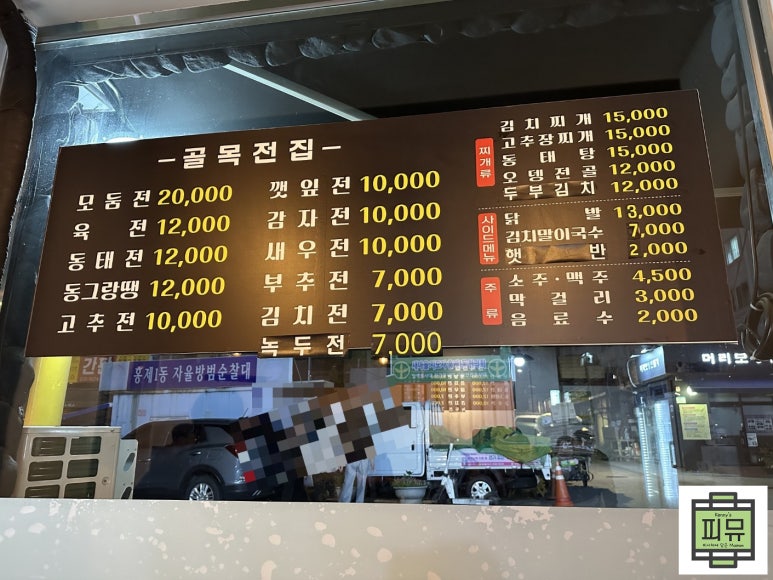 -골목전집-
모둠전 20,000
육전 12,000
동태전 12,000
동그랑땡 12,000
고추전 10,000
깻잎전 10,000
감자전 10,000
새우전 10,000
부추전 7,000
김치전 7,000
녹두전 7,000
찌개류
김치찌개 15,000
고추장찌개 15,000
동태탕 15,000
오뎅전골 12,000
두부김치 12,000
사이드메뉴
닭발 13,000
김치말이국수 7,000
햇반 2,000
주류
소주·맥주 4,500
막걸리 3,000
음료수 2,000
홍제1동 자율방범순찰대
머리보
Kenny's
피뮤